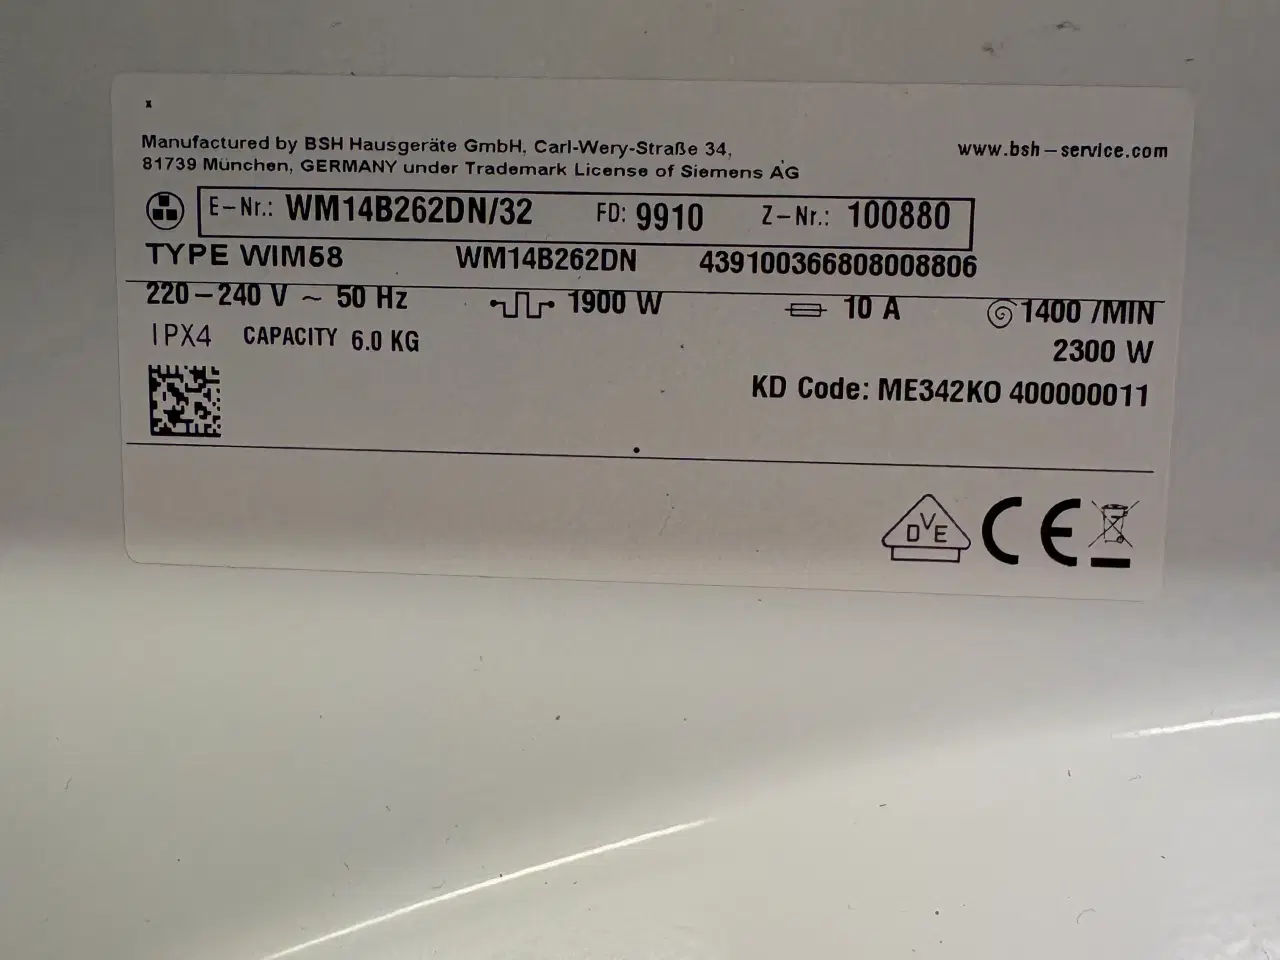 x
Manufactured by BSH Hausgeräte GmbH, Carl-Wery-Straße 34,
81739 München, GERMANY under Trademark License of Siemens AG
www.bsh-service.com
E-Nr.: WM14B262DN/32 FD: 9910 Z-Nr.: 100880
TYPE WIM58 WM14B262DN 439100366808008806
220-240 V ~ 50 Hz 1900 W 10 A 1400 /MIN
IPX4 CAPACITY 6.0 KG 2300 W
KD Code: ME342KO 400000011
DVE CE